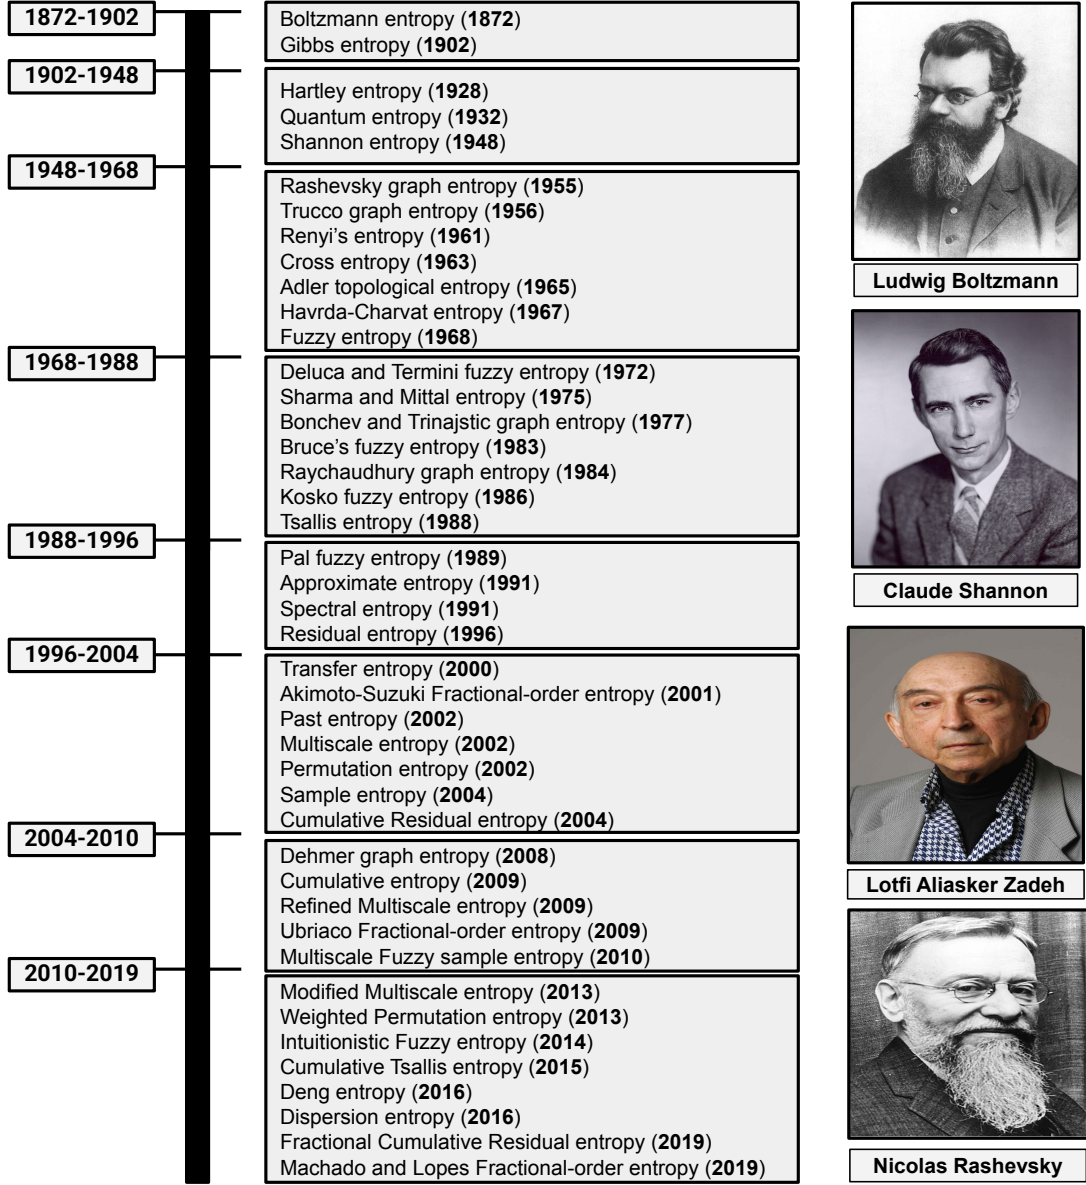 1872-1902
Boltzmann entropy (1872)
Gibbs entropy (1902)
1902-1948
Hartley entropy (1928)
Quantum entropy (1932)
Shannon entropy (1948)
1948-1968
Rashevsky graph entropy (1955)
Trucco graph entropy (1956)
Renyi's entropy (1961)
Cross entropy (1963)
Adler topological entropy (1965)
Havrda-Charvat entropy (1967)
Fuzzy entropy (1968)
1968-1988
Deluca and Termini fuzzy entropy (1972)
Sharma and Mittal entropy (1975)
Bonchev and Trinajstic graph entropy (1977)
Bruce's fuzzy entropy (1983)
Raychaudhury graph entropy (1984)
Kosko fuzzy entropy (1986)
Tsallis entropy (1988)
1988-1996
Pal fuzzy entropy (1989)
Approximate entropy (1991)
Spectral entropy (1991)
Residual entropy (1996)
1996-2004
Transfer entropy (2000)
Akimoto-Suzuki Fractional-order entropy (2001)
Past entropy (2002)
Multiscale entropy (2002)
Permutation entropy (2002)
Sample entropy (2004)
Cumulative Residual entropy (2004)
2004-2010
Dehmer graph entropy (2008)
Cumulative entropy (2009)
Refined Multiscale entropy (2009)
Ubriaco Fractional-order entropy (2009)
Multiscale Fuzzy sample entropy (2010)
2010-2019
Modified Multiscale entropy (2013)
Weighted Permutation entropy (2013)
Intuitionistic Fuzzy entropy (2014)
Cumulative Tsallis entropy (2015)
Deng entropy (2016)
Dispersion entropy (2016)
Fractional Cumulative Residual entropy (2019)
Machado and Lopes Fractional-order entropy (2019)
Ludwig Boltzmann
Claude Shannon
Lotfi Aliasker Zadeh
Nicolas Rashevsky